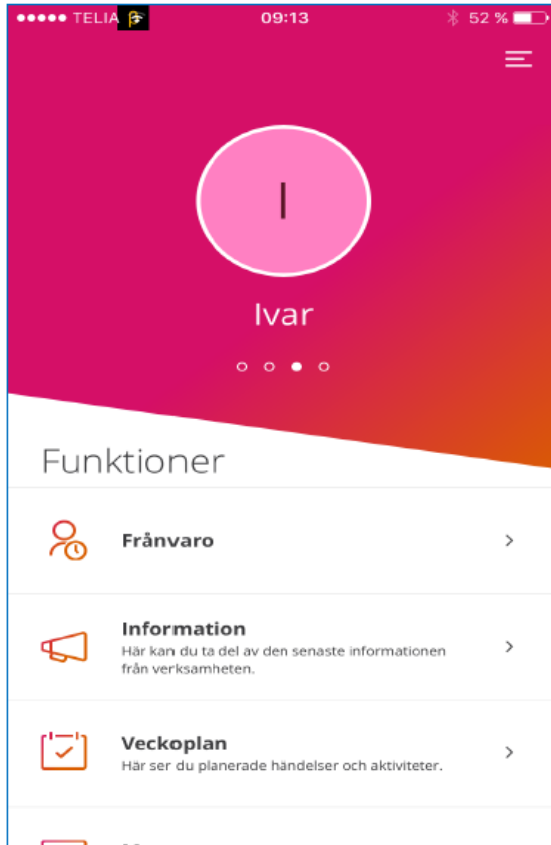 TELIA 09:13 52 %
I
Ivar
Funktioner
Frånvaro
Information
Här kan du ta del av den senaste informationen
från verksamheten.
Veckoplan
Här ser du planerade händelser och aktiviteter.